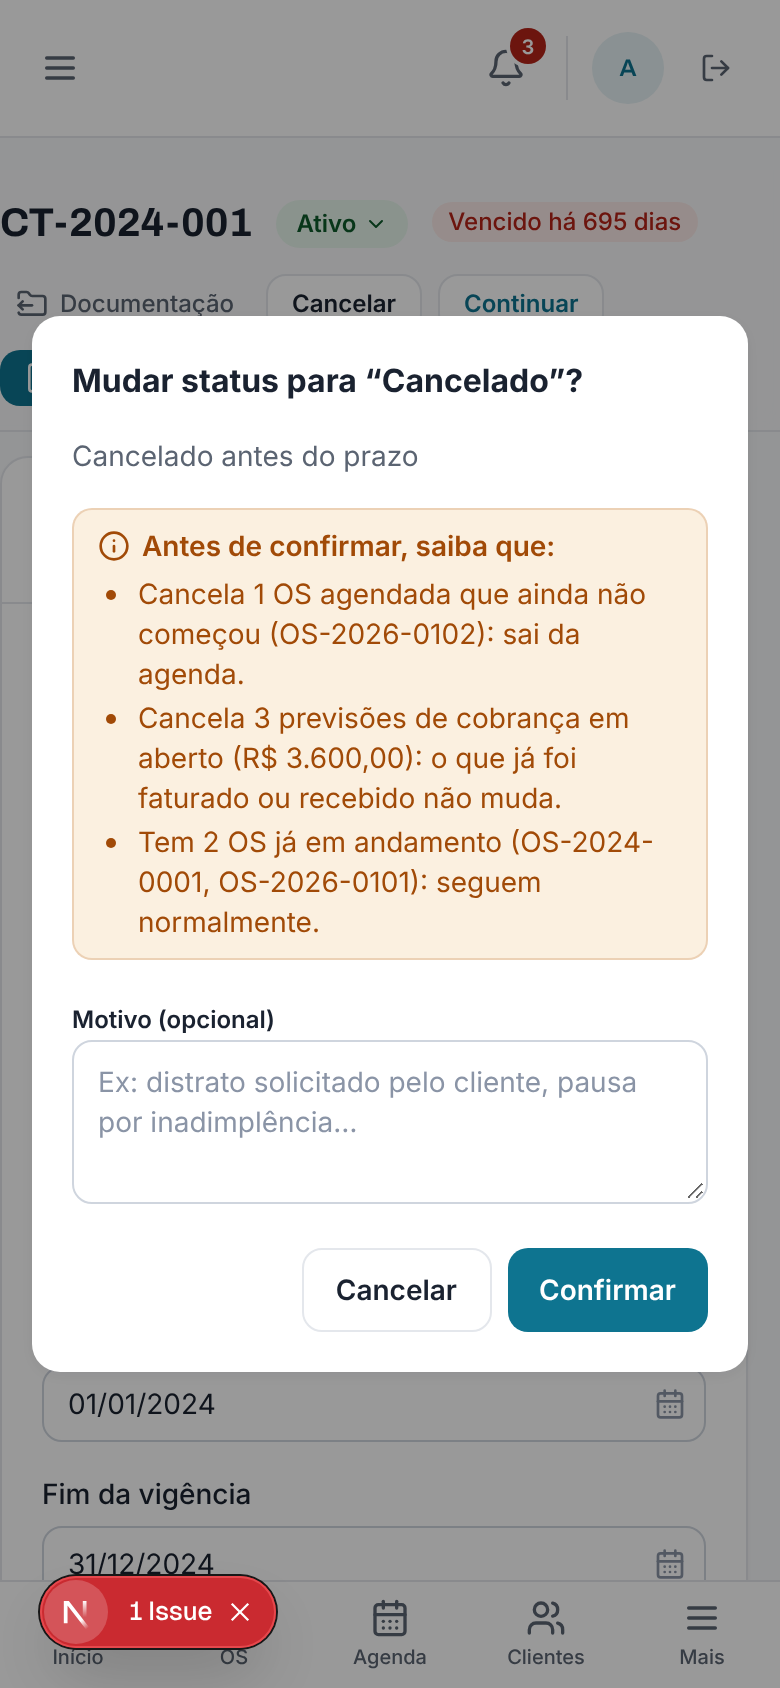 3
A
CT-2024-001
Ativo
Vencido há 695 dias
Documentação
Cancelar
Continuar
Mudar status para “Cancelado”?
Cancelado antes do prazo
Antes de confirmar, saiba que:
• Cancela 1 OS agendada que ainda não
começou (OS-2026-0102): sai da
agenda.
• Cancela 3 previsões de cobrança em
aberto (R$ 3.600,00): o que já foi
faturado ou recebido não muda.
• Tem 2 OS já em andamento (OS-2024-
0001, OS-2026-0101): seguem
normalmente.
Motivo (opcional)
Ex: distrato solicitado pelo cliente, pausa
por inadimplência...
Cancelar
Confirmar
01/01/2024
Fim da vigência
31/12/2024
N
1 Issue
Início
OS
Agenda
Clientes
Mais